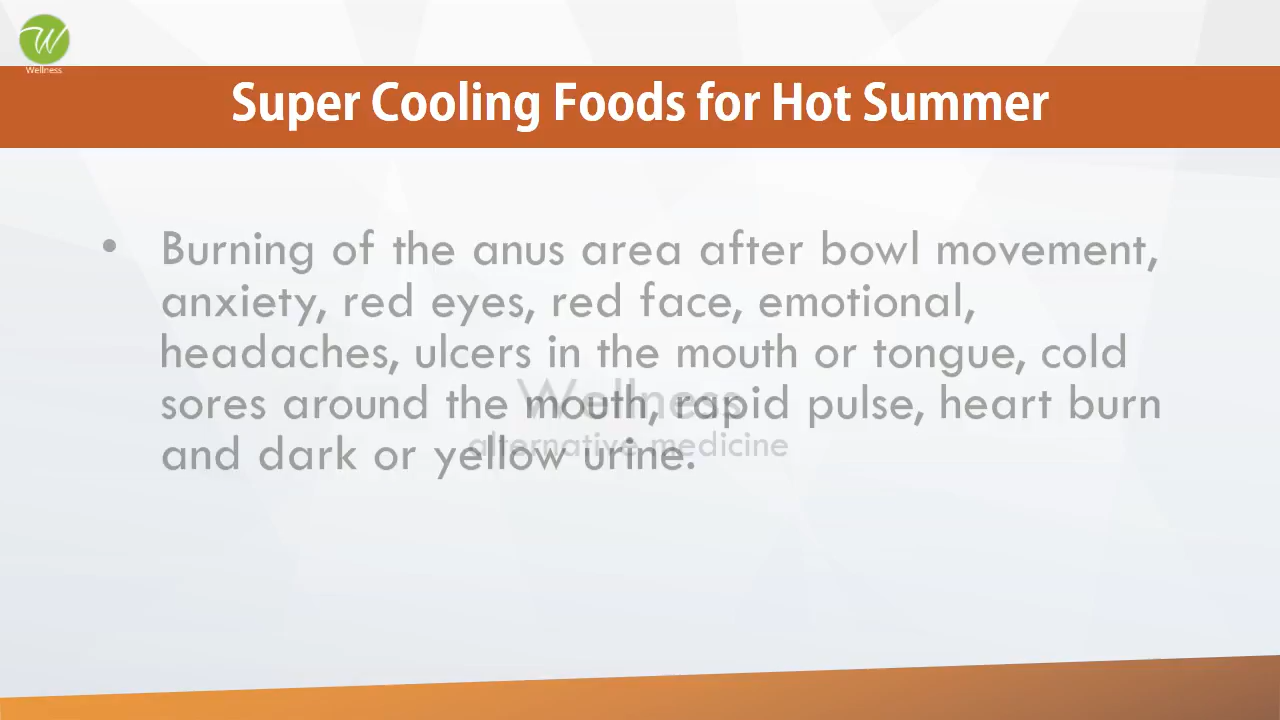 W
Wellness
Super Cooling Foods for Hot Summer
• Burning of the anus area after bowl movement,
anxiety, red eyes, red face, emotional,
headaches, ulcers in the mouth or tongue, cold
sores around the mouth, rapid pulse, heart burn
and dark or yellow urine.
Wellness
alternative medicine